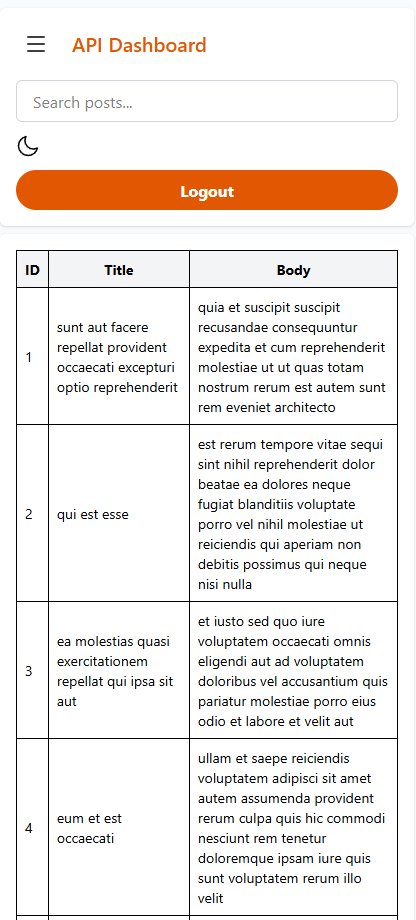 API Dashboard
Search posts...
Logout
ID Title Body
1
sunt aut facere
repellat provident
occaecati excepturi
optio reprehenderit
quia et suscipit suscipit
recusandae consequuntur
expedita et cum reprehenderit
molestiae ut ut quas totam
nostrum rerum est autem sunt
rem eveniet architecto
2
qui est esse
est rerum tempore vitae sequi
sint nihil reprehenderit dolor
beatae ea dolores neque
fugiat blanditiis voluptate
porro vel nihil molestiae ut
reiciendis qui aperiam non
debitis possimus qui neque
nisi nulla
3
ea molestias quasi
exercitationem
repellat qui ipsa sit
aut
et iusto sed quo iure
voluptatem occaecati omnis
eligendi aut ad voluptatem
doloribus vel accusantium quis
pariatur molestiae porro eius
odio et labore et velit aut
4
eum et est
occaecati
ullam et saepe reiciendis
voluptatem adipisci sit amet
autem assumenda provident
rerum culpa quis hic commodi
nesciunt rem tenetur
doloremque ipsam iure quis
sunt voluptatem rerum illo
velit